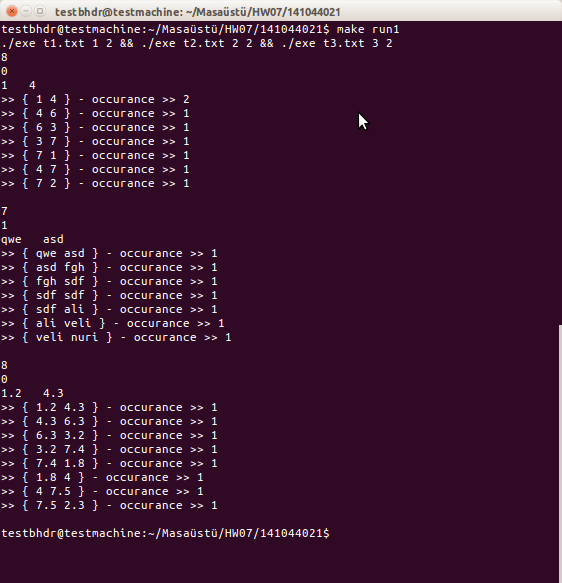 testbhdr@testmachine: ~/Masaüstü/HW07/141044021
testbhdr@testmachine:~/Masaüstü/HW07/141044021$ make run1
./exe t1.txt 1 2 && ./exe t2.txt 2 2 && ./exe t3.txt 3 2
8
0
1   4
>> { 1 4 } - occurance >> 2
>> { 4 6 } - occurance >> 1
>> { 6 3 } - occurance >> 1
>> { 3 7 } - occurance >> 1
>> { 7 1 } - occurance >> 1
>> { 4 7 } - occurance >> 1
>> { 7 2 } - occurance >> 1

7
1
qwe   asd
>> { qwe asd } - occurance >> 1
>> { asd fgh } - occurance >> 1
>> { fgh sdf } - occurance >> 1
>> { sdf sdf } - occurance >> 1
>> { sdf ali } - occurance >> 1
>> { ali veli } - occurance >> 1
>> { veli nuri } - occurance >> 1

8
0
1.2   4.3
>> { 1.2 4.3 } - occurance >> 1
>> { 4.3 6.3 } - occurance >> 1
>> { 6.3 3.2 } - occurance >> 1
>> { 3.2 7.4 } - occurance >> 1
>> { 7.4 1.8 } - occurance >> 1
>> { 1.8 4 } - occurance >> 1
>> { 4 7.5 } - occurance >> 1
>> { 7.5 2.3 } - occurance >> 1

testbhdr@testmachine:~/Masaüstü/HW07/141044021$